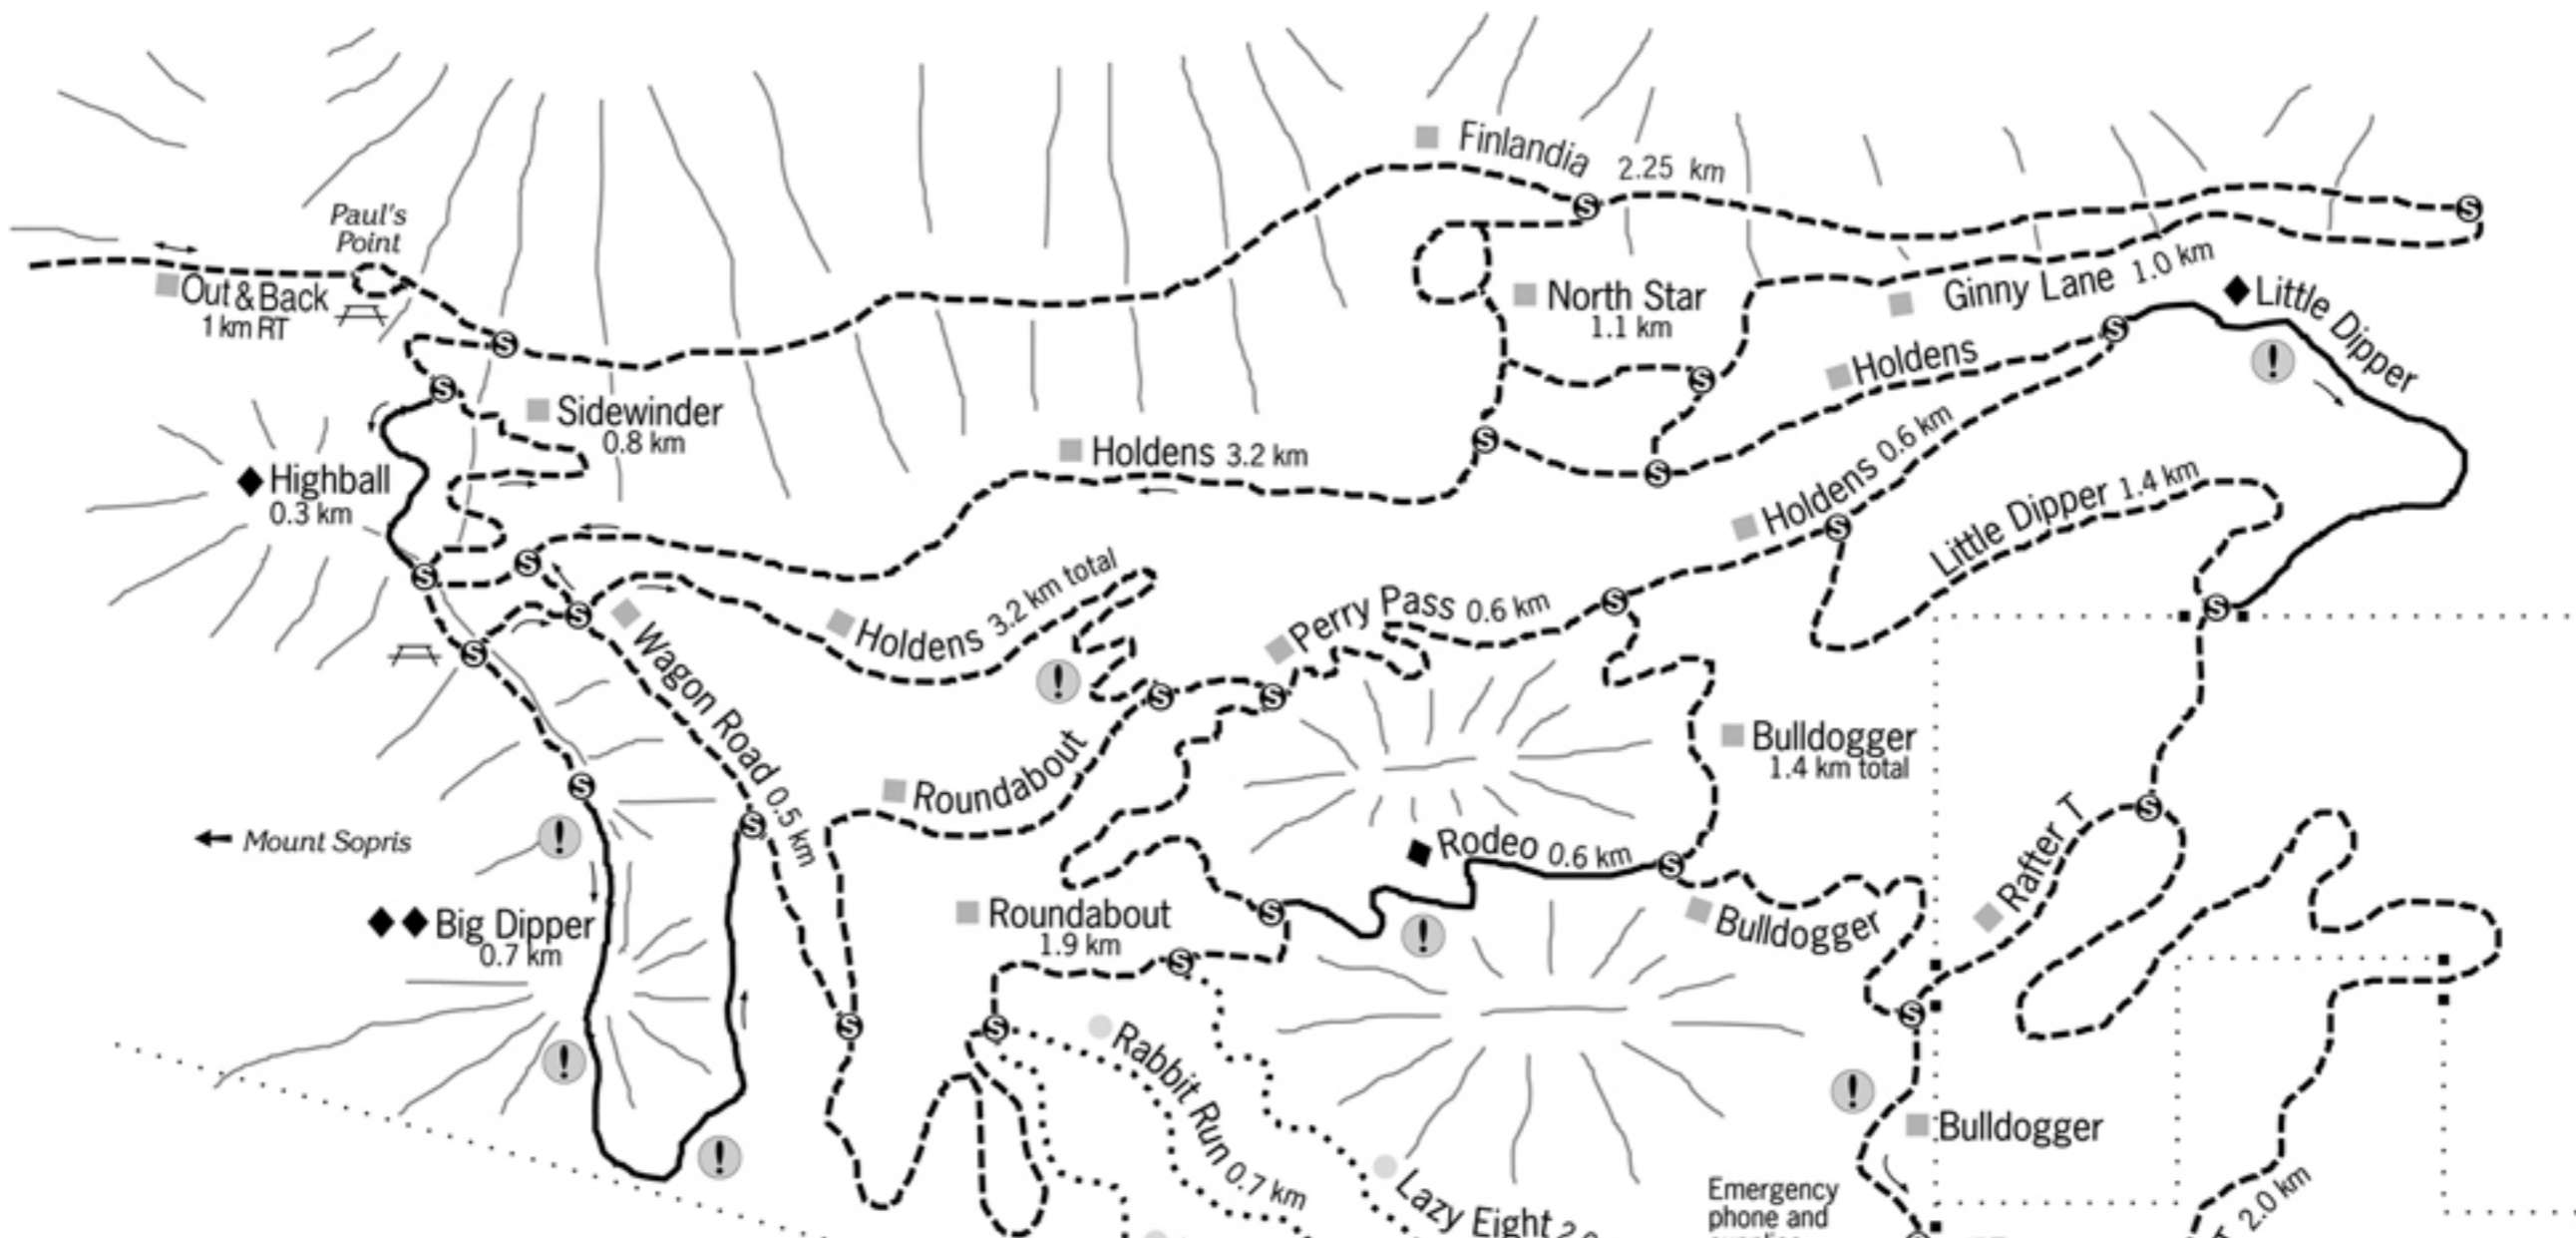 Finlandia 2.25 km
Paul's
Point
Out & Back
1 km RT
North Star
1.1 km
Ginny Lane 1.0 km
Little Dipper
Holdens
Sidewinder
0.8 km
Highball
0.3 km
Holdens 3.2 km
Holdens 0.6 km
Little Dipper 1.4 km
Holdens 3.2 km total
Perry Pass 0.6 km
Wagon Road 0.5 km
Bulldogger
1.4 km total
Roundabout
Mount Sopris
Rodeo 0.6 km
Rafter T
Big Dipper
0.7 km
Roundabout
1.9 km
Bulldogger
Rabbit Run 0.7 km
Bulldogger
Lazy Eight
Emergency
phone and
2.0 km